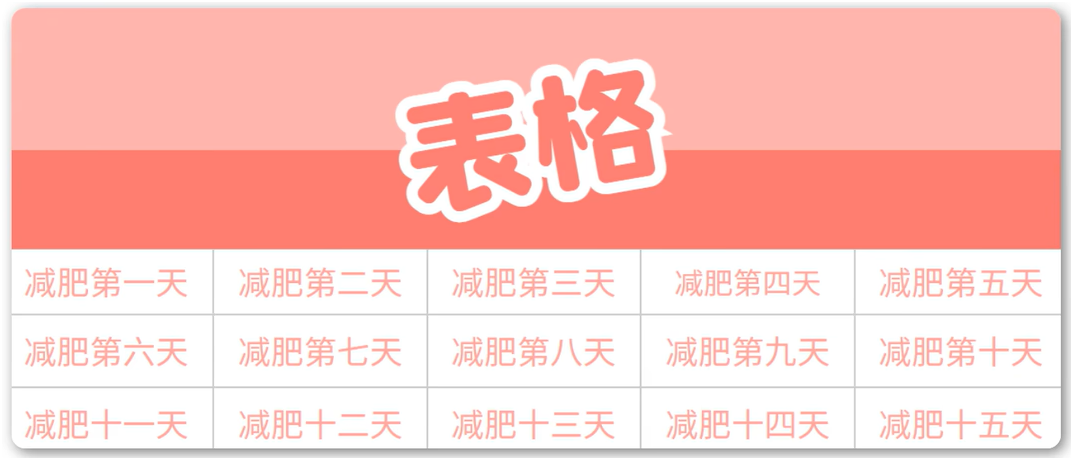 表格
减肥第一天 减肥第二天 减肥第三天 减肥第四天 减肥第五天
减肥第六天 减肥第七天 减肥第八天 减肥第九天 减肥第十天
减肥十一天 减肥十二天 减肥十三天 减肥十四天 减肥十五天